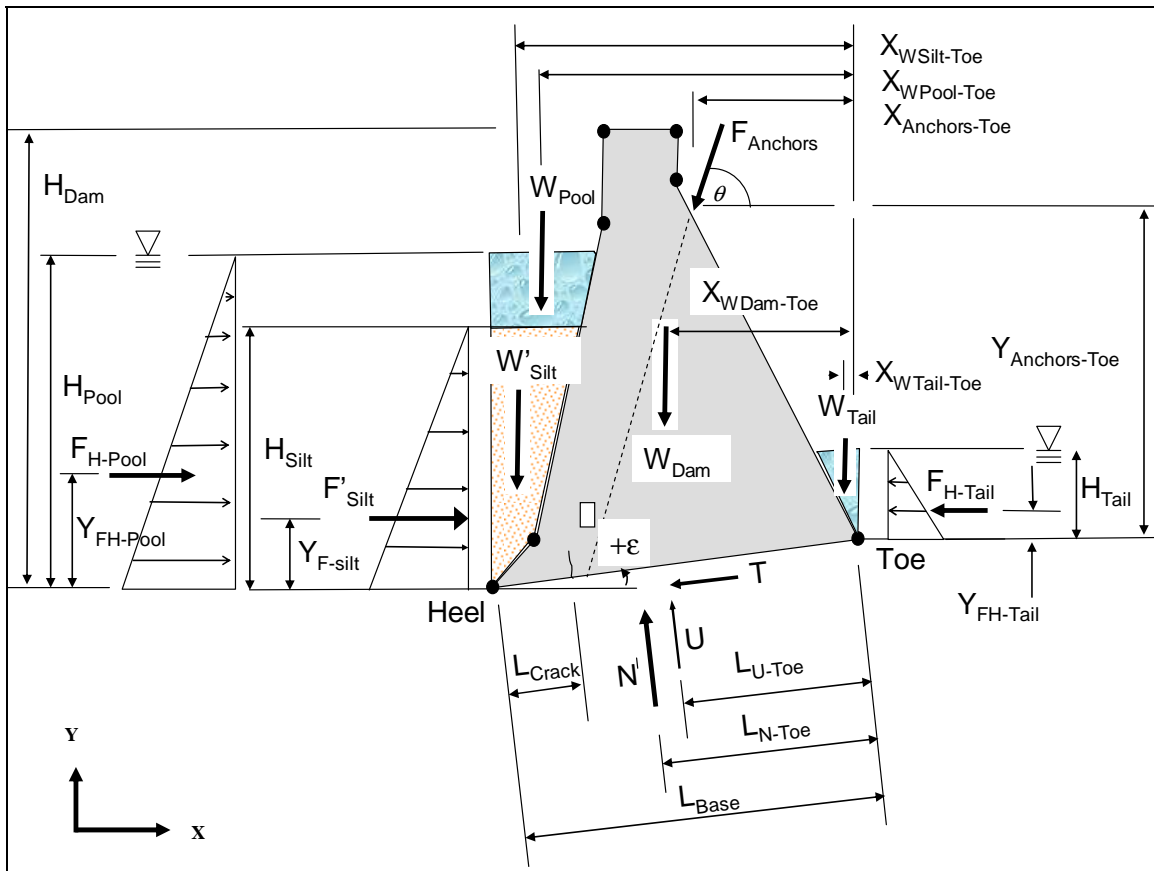 X_WSilt-Toe
X_WPool-Toe
X_Anchors-Toe
F_Anchors
H_Dam
W_Pool
θ
X_WDam-Toe
W'_Silt
Y_Anchors-Toe
H_Pool
X_WTail-Toe
W_Tail
H_Silt
F_H-Pool
W_Dam
F'_Silt
F_H-Tail
H_Tail
Y_FH-Pool
Y_F-silt
+ε
Toe
T
Heel
Y_FH-Tail
U
L_Crack
N'
L_U-Toe
L_N-Toe
Y
L_Base
X